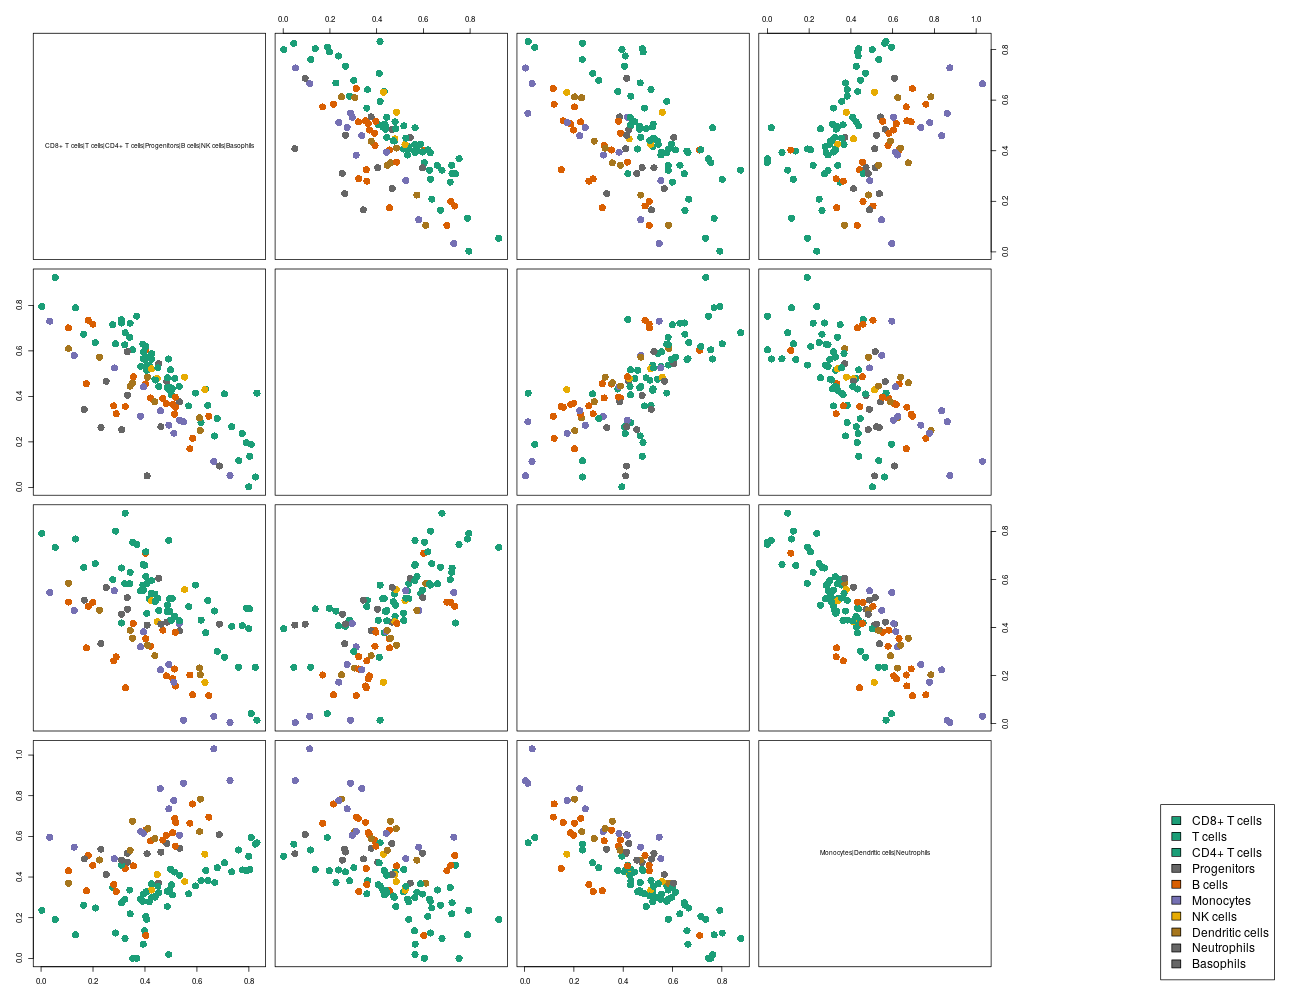 0.0 0.2 0.4 0.6 0.8
0.0 0.2 0.4 0.6 0.8 1.0
CD8+ T cells|T cells|CD4+ T cells|Progenitors|B cells|NK cells|Basophils
0.0 0.2 0.4 0.6 0.8
0.0 0.2 0.4 0.6 0.8
0.0 0.2 0.4 0.6 0.8
0.0 0.2 0.4 0.6 0.8 1.0
Monocytes|Dendritic cells|Neutrophils
0.0 0.2 0.4 0.6 0.8
0.0 0.2 0.4 0.6 0.8
CD8+ T cells
T cells
CD4+ T cells
Progenitors
B cells
Monocytes
NK cells
Dendritic cells
Neutrophils
Basophils